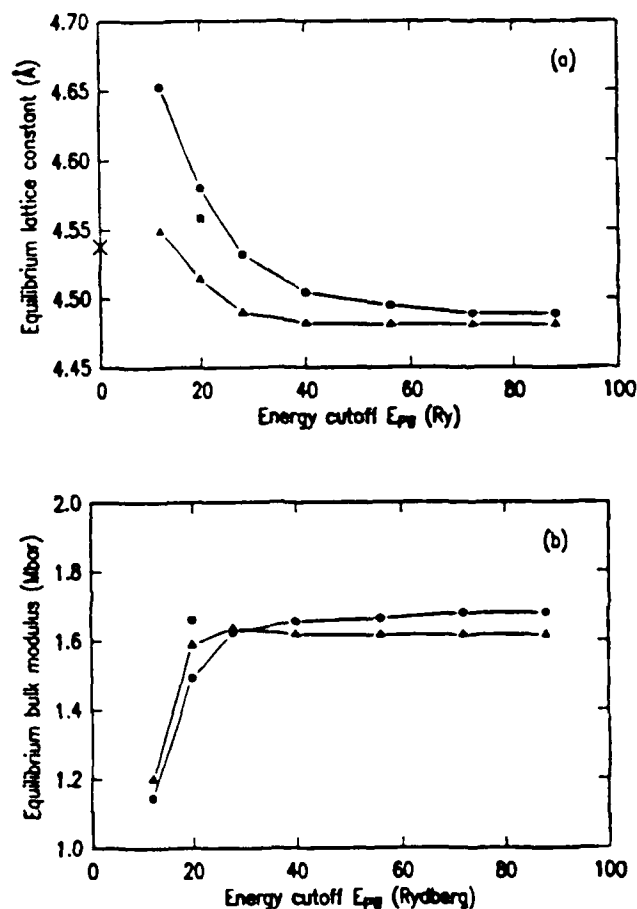 4.70
(a)
4.65
4.60
4.55
4.50
4.45
Equilibrium lattice constant (Å)
0 20 40 60 80 100
Energy cutoff E_PW (Ry)
2.0
(b)
1.8
1.6
1.4
1.2
1.0
Equilibrium bulk modulus (Mbar)
0 20 40 60 80 100
Energy cutoff E_PW (Rydberg)